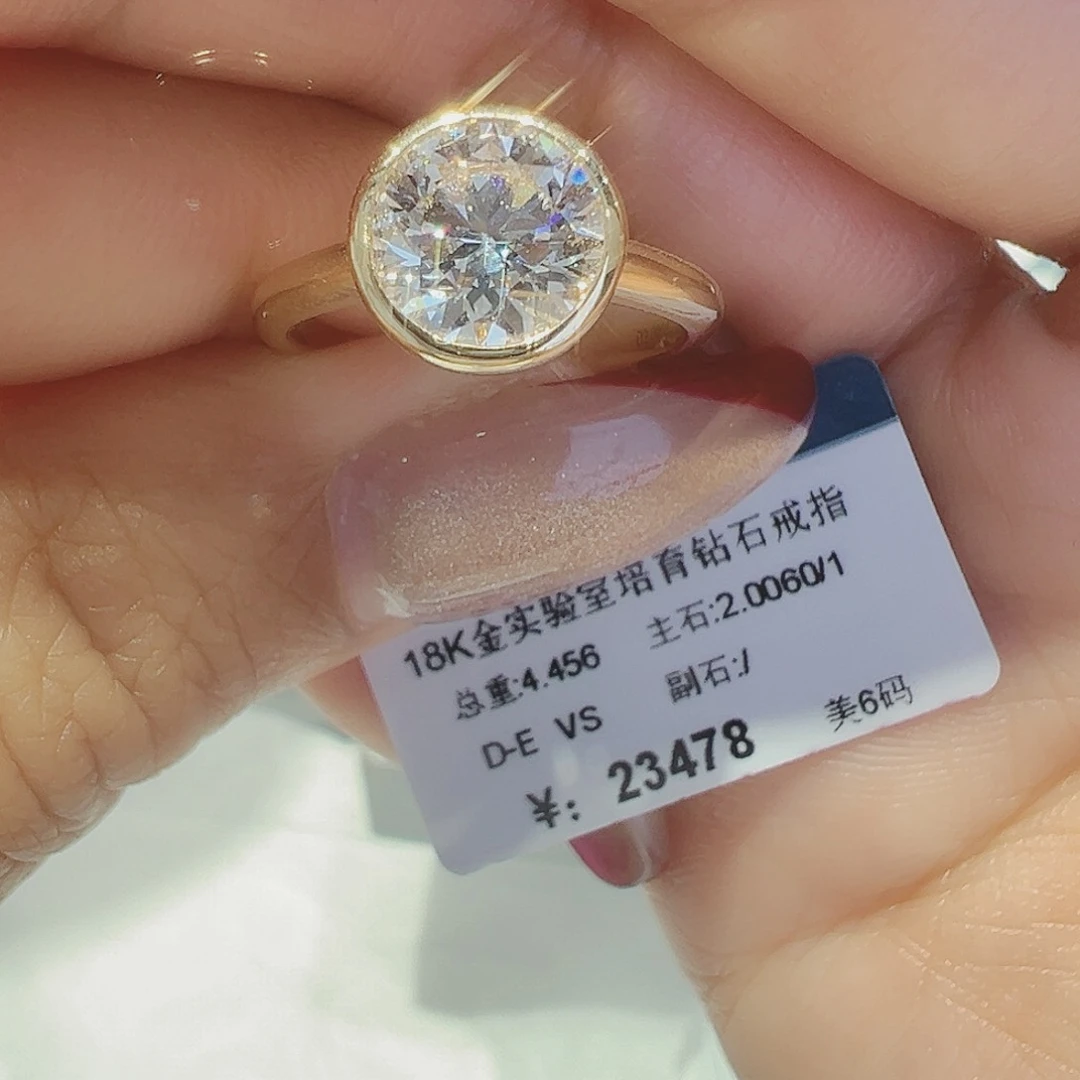 18K金实验室培育钻石戒指
总重:4.456 主石:2.0060/1
D-E VS 副石:/
¥: 23478 美6码